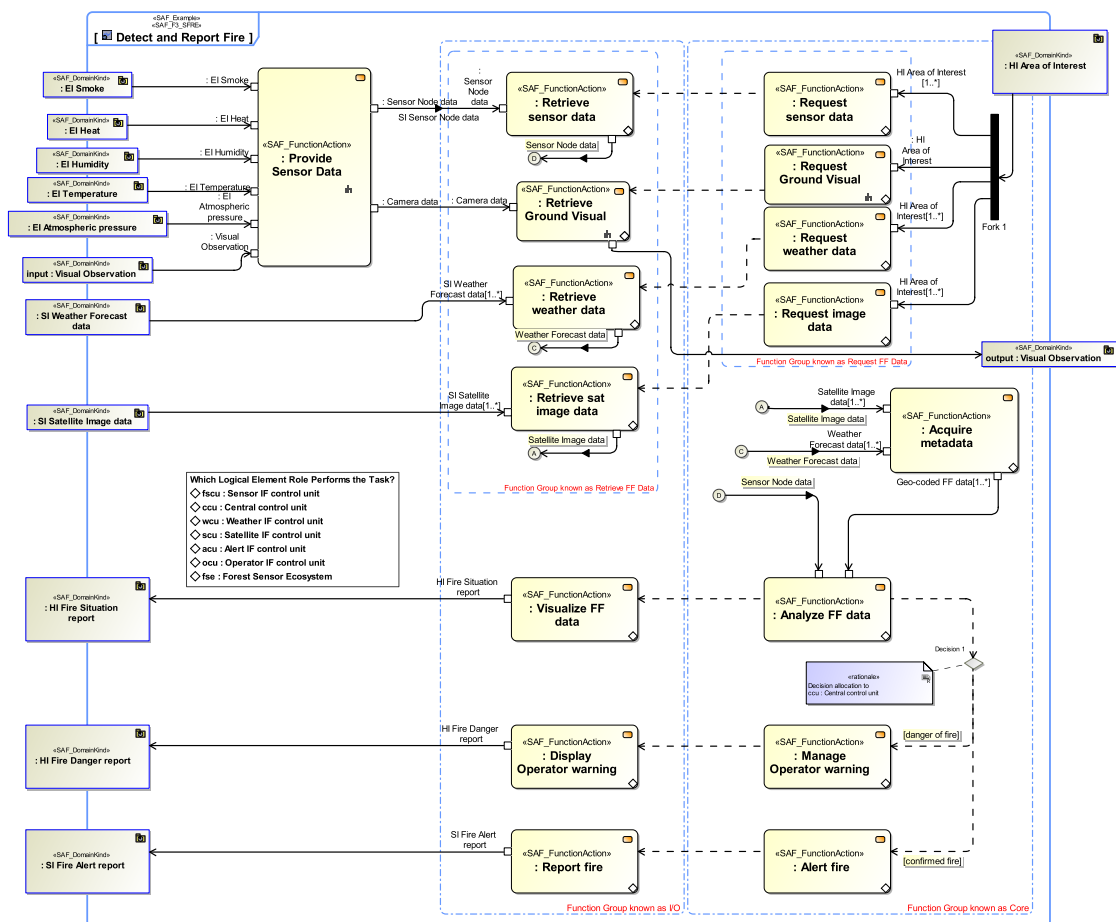 «SAF_Example»
«SAF_F3_SFRE»
[ Detect and Report Fire ]
«SAF_DomainKind»
: EI Smoke
«SAF_DomainKind»
: EI Heat
«SAF_DomainKind»
: EI Humidity
«SAF_DomainKind»
: EI Temperature
«SAF_DomainKind»
: EI Atmospheric pressure
«SAF_DomainKind»
input : Visual Observation
«SAF_DomainKind»
: SI Weather Forecast
data
«SAF_DomainKind»
: SI Satellite Image data
: EI Smoke
: EI Heat
: EI Humidity
: EI Temperature
: EI
Atmospheric
pressure
: Visual
Observation
«SAF_FunctionAction»
: Provide
Sensor Data
: Sensor Node data
SI Sensor Node data
:
Sensor
Node
data
: Camera data
: Camera data
SI Weather
Forecast data[1..*]
SI Satellite
Image data[1..*]
«SAF_FunctionAction»
: Retrieve
sensor data
Sensor Node data
D
«SAF_FunctionAction»
: Retrieve
Ground Visual
«SAF_FunctionAction»
: Retrieve
weather data
Weather Forecast data
C
«SAF_FunctionAction»
: Retrieve sat
image data
Satellite Image data
A
Function Group known as Retrieve FF Data
«SAF_FunctionAction»
: Request
sensor data
«SAF_FunctionAction»
: Request
Ground Visual
«SAF_FunctionAction»
: Request
weather data
«SAF_FunctionAction»
: Request image
data
Function Group known as Request FF Data
HI Area of Interest
[1..*]
: HI
Area of
Interest
HI Area of
Interest[1..*]
HI Area of
Interest[1..*]
Fork 1
«SAF_DomainKind»
: HI Area of Interest
«SAF_DomainKind»
output : Visual Observation
A
Satellite Image
data[1..*]
Satellite Image data
C
Weather
Forecast data[1..*]
Weather Forecast data
«SAF_FunctionAction»
: Acquire
metadata
D
Sensor Node data
Geo-coded FF data[1..*]
Which Logical Element Role Performs the Task?
fscu : Sensor IF control unit
ccu : Central control unit
wcu : Weather IF control unit
scu : Satellite IF control unit
acu : Alert IF control unit
ocu : Operator IF control unit
fse : Forest Sensor Ecosystem
«SAF_DomainKind»
: HI Fire Situation
report
HI Fire Situation
report
«SAF_FunctionAction»
: Visualize FF
data
«SAF_FunctionAction»
: Analyze FF data
Decision 1
«rationale»
Decision allocation to
ccu : Central control unit
«SAF_DomainKind»
: HI Fire Danger report
HI Fire Danger
report
«SAF_FunctionAction»
: Display
Operator warning
«SAF_FunctionAction»
: Manage
Operator warning
[danger of fire]
«SAF_DomainKind»
: SI Fire Alert report
SI Fire Alert
report
«SAF_FunctionAction»
: Report fire
«SAF_FunctionAction»
: Alert fire
[confirmed fire]
Function Group known as I/O
Function Group known as Core